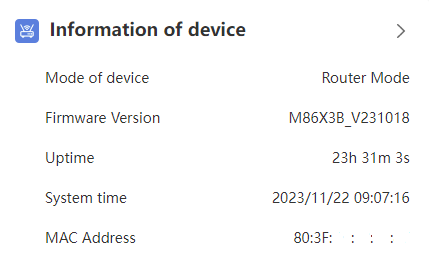 Information of device
Mode of device Router Mode
Firmware Version M86X3B_V231018
Uptime 23h 31m 3s
System time 2023/11/22 09:07:16
MAC Address 80:3F: : : :